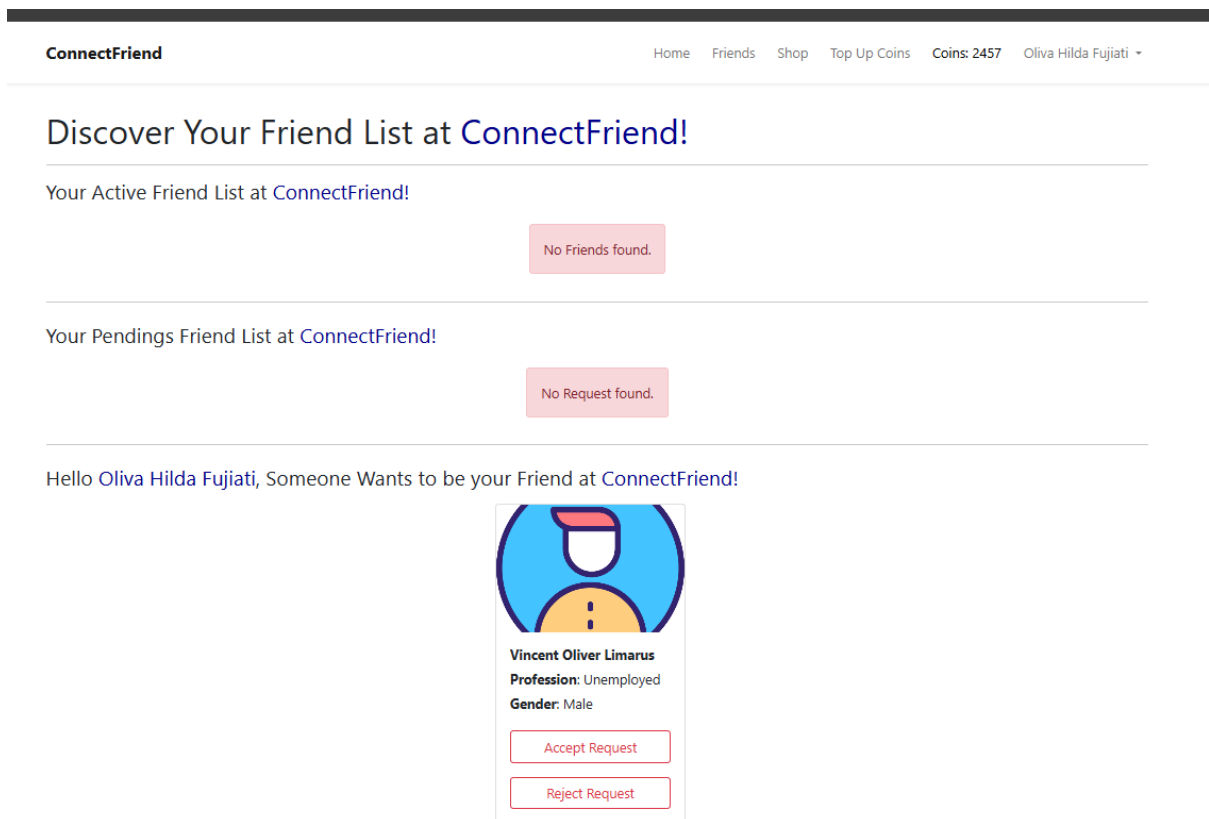 ConnectFriend Home Friends Shop Top Up Coins Coins: 2457 Oliva Hilda Fujiati
Discover Your Friend List at ConnectFriend!
Your Active Friend List at ConnectFriend!
No Friends found.
Your Pendings Friend List at ConnectFriend!
No Request found.
Hello Oliva Hilda Fujiati, Someone Wants to be your Friend at ConnectFriend!
Vincent Oliver Limarus
Profession: Unemployed
Gender: Male
Accept Request
Reject Request